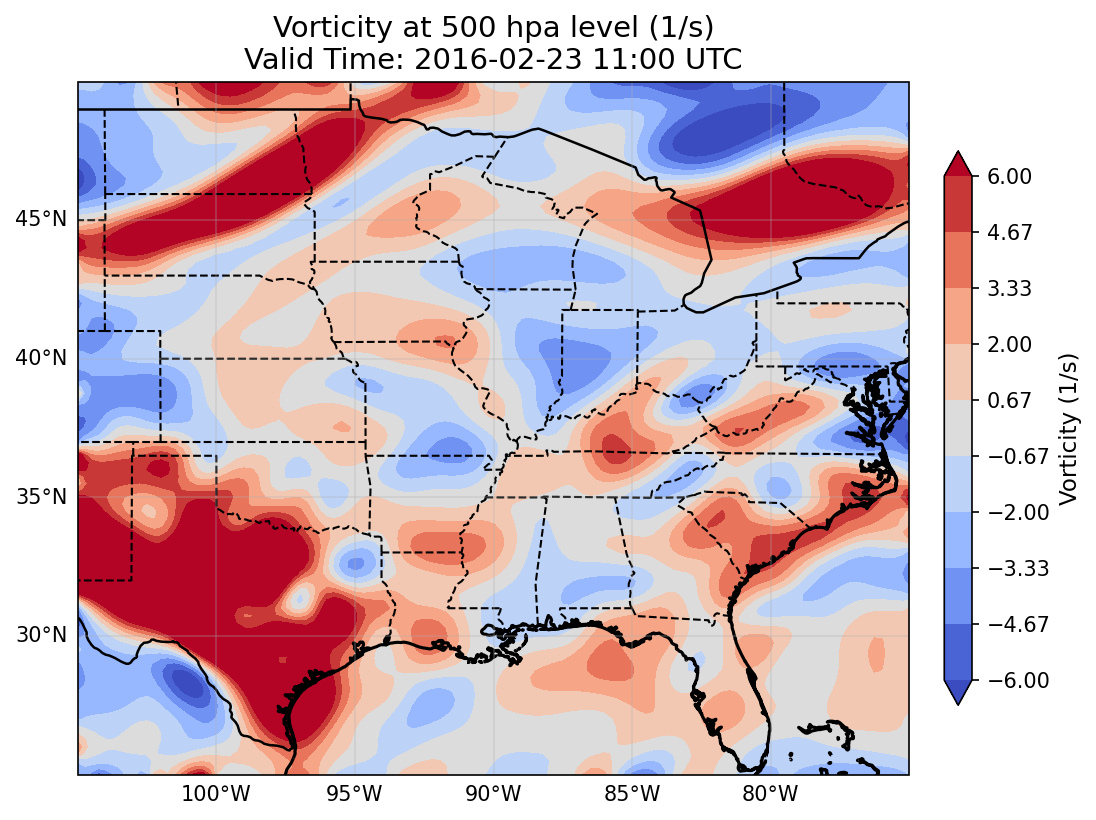 Vorticity at 500 hpa level (1/s)
Valid Time: 2016-02-23 11:00 UTC
45°N
40°N
35°N
30°N
100°W
95°W
90°W
85°W
80°W
6.00
4.67
3.33
2.00
0.67
−0.67
−2.00
−3.33
−4.67
−6.00
Vorticity (1/s)